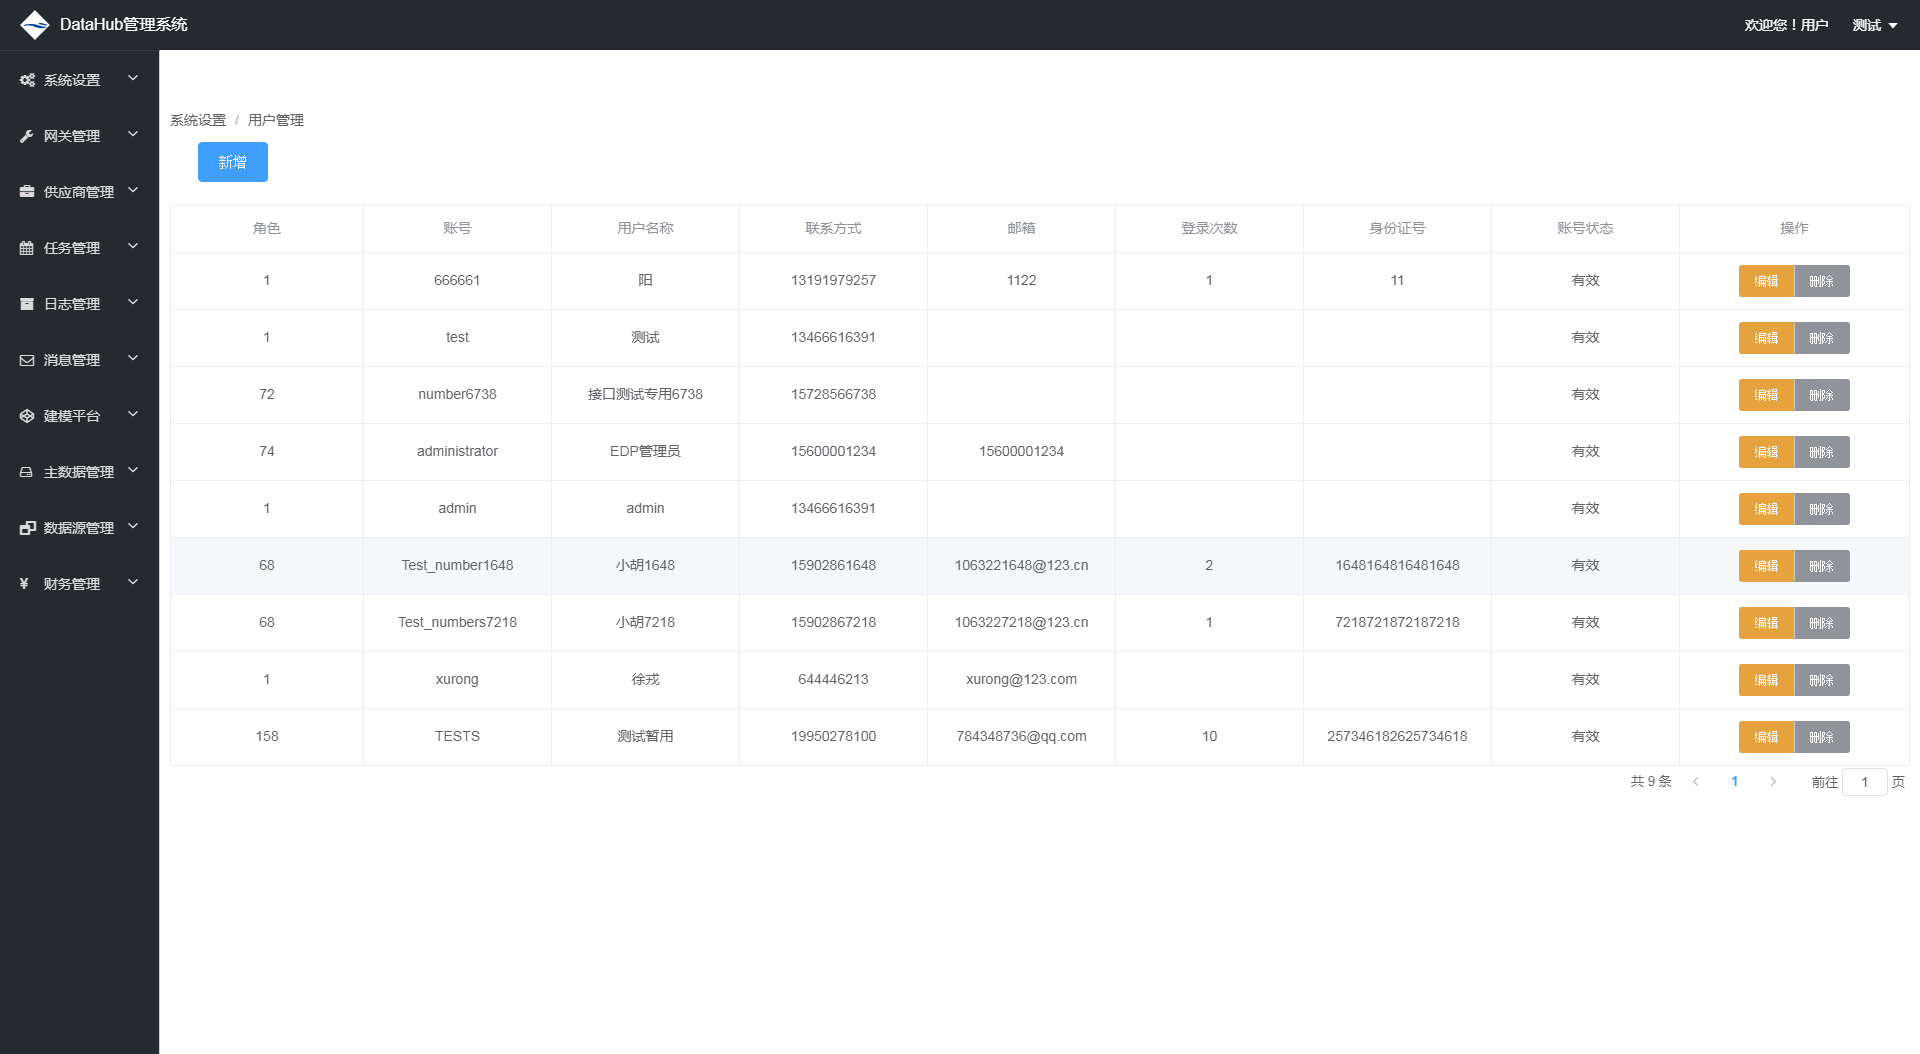 DataHub管理系统
欢迎您！用户 测试
系统设置
网关管理
供应商管理
任务管理
日志管理
消息管理
建模平台
主数据管理
数据源管理
¥ 财务管理
系统设置 / 用户管理
新增
角色 账号 用户名称 联系方式 邮箱 登录次数 身份证号 账号状态 操作
1 666661 阳 13191979257 1122 1 11 有效 编辑 删除
1 test 测试 13466616391 有效 编辑 删除
72 number6738 接口测试专用6738 15728566738 有效 编辑 删除
74 administrator EDP管理员 15600001234 15600001234 有效 编辑 删除
1 admin admin 13466616391 有效 编辑 删除
68 Test_number1648 小胡1648 15902861648 1063221648@123.cn 2 1648164816481648 有效 编辑 删除
68 Test_numbers7218 小胡7218 15902867218 1063227218@123.cn 1 7218721872187218 有效 编辑 删除
1 xurong 徐戎 644446213 xurong@123.com 有效 编辑 删除
158 TESTS 测试暂用 19950278100 784348736@qq.com 10 257346182625734618 有效 编辑 删除
共 9 条 1 前往 1 页